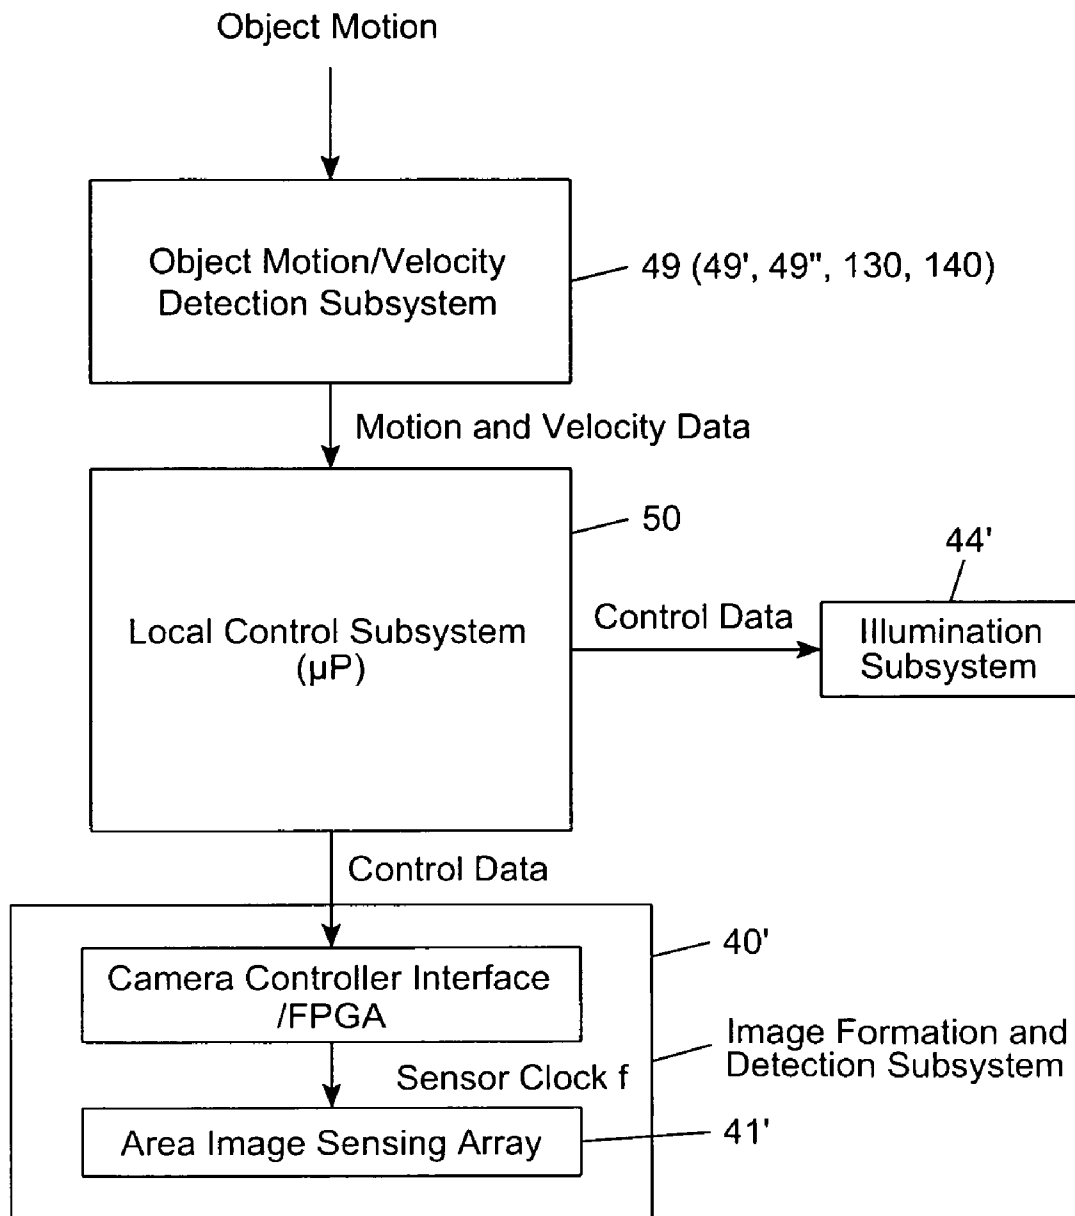 Object Motion
Object Motion/Velocity
Detection Subsystem
49 (49', 49", 130, 140)
Motion and Velocity Data
50
44'
Local Control Subsystem
(µP)
Control Data
Illumination
Subsystem
Control Data
40'
Camera Controller Interface
/FPGA
Image Formation and
Detection Subsystem
Sensor Clock f
Area Image Sensing Array
41'